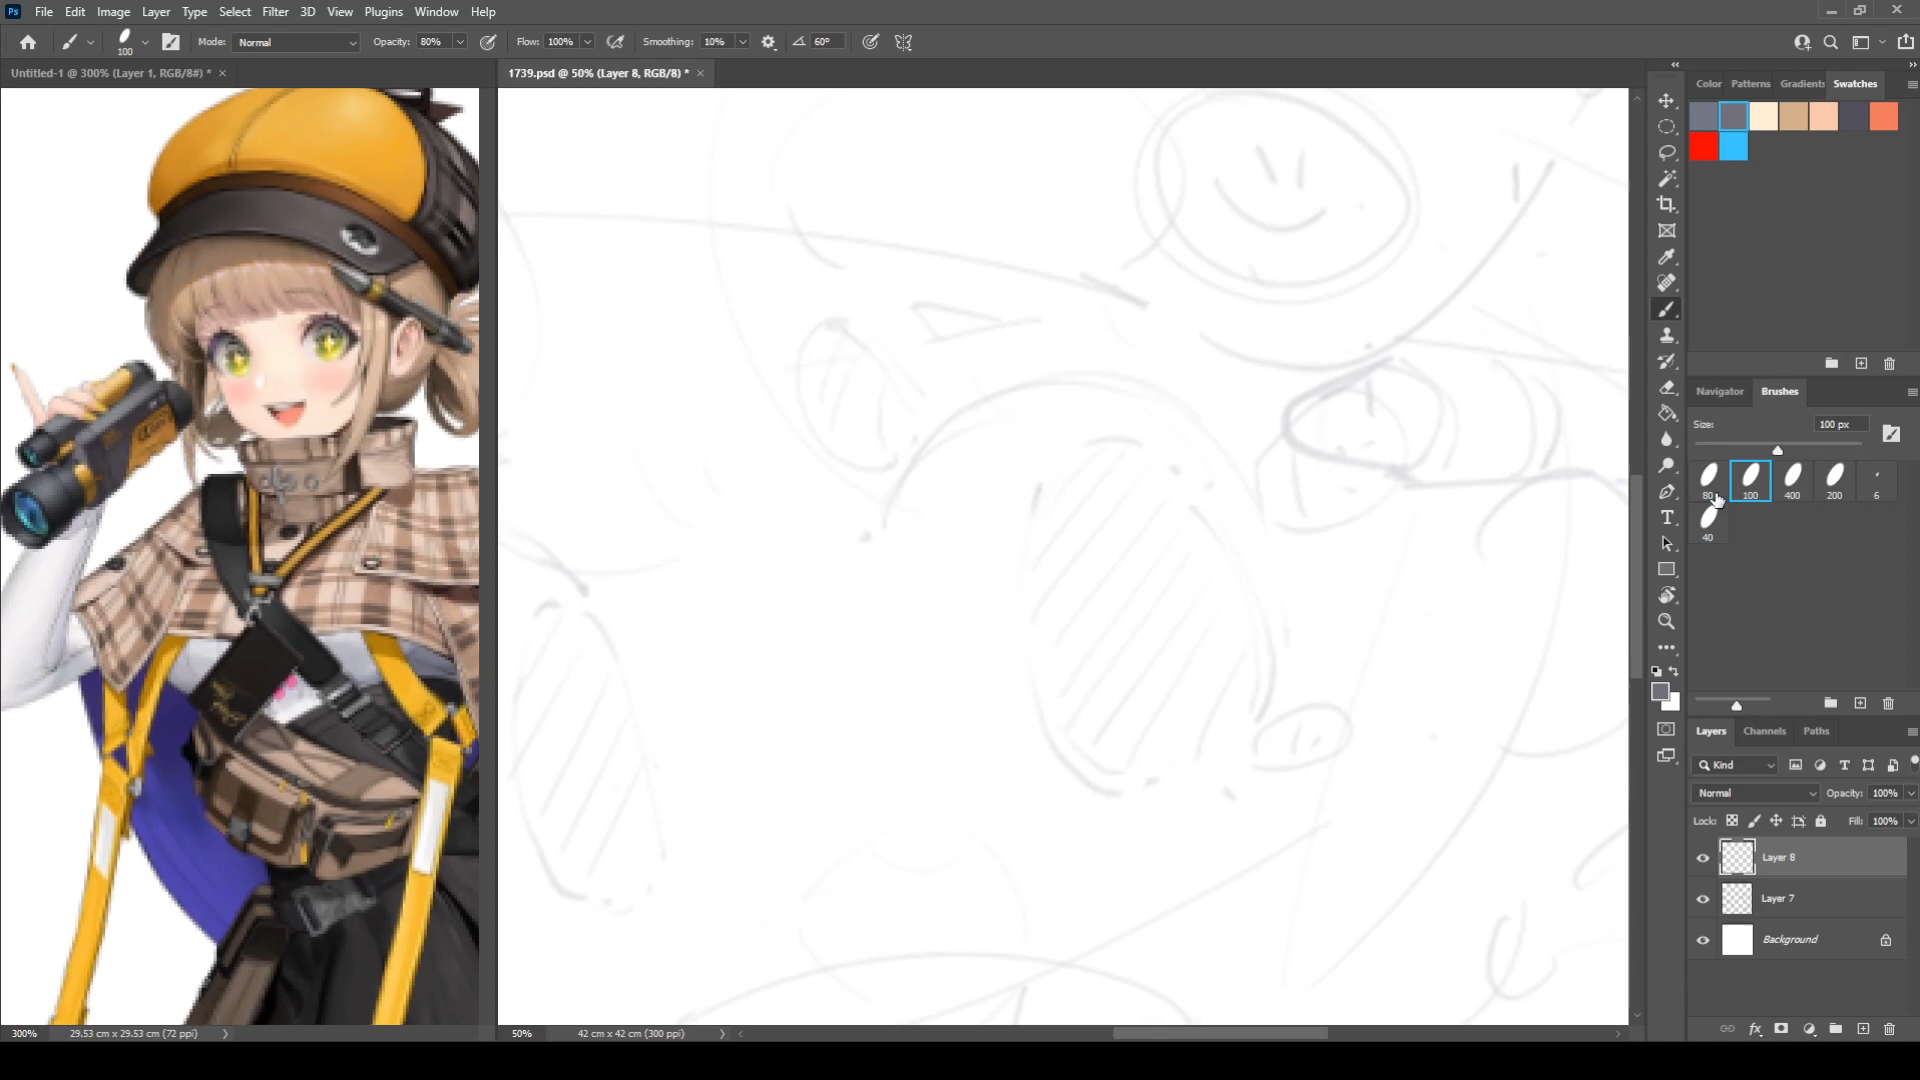 Ps File Edit Image Layer Type Select Filter 3D View Plugins Window Help
100 Mode: Normal Opacity: 80% Flow: 100% Smoothing: 10% 60°
Untitled-1 @ 300% (Layer 1, RGB/8#) * ×
1739.psd @ 50% (Layer 8, RGB/8) * ×
Color Patterns Gradients Swatches
Navigator Brushes
Size: 100 px
80 100 400 200 6
40
Layers Channels Paths
Kind
Normal Opacity: 100%
Lock: Fill: 100%
Layer 8
Layer 7
Background
300% 29.53 cm x 29.53 cm (72 ppi)
50% 42 cm x 42 cm (300 ppi)